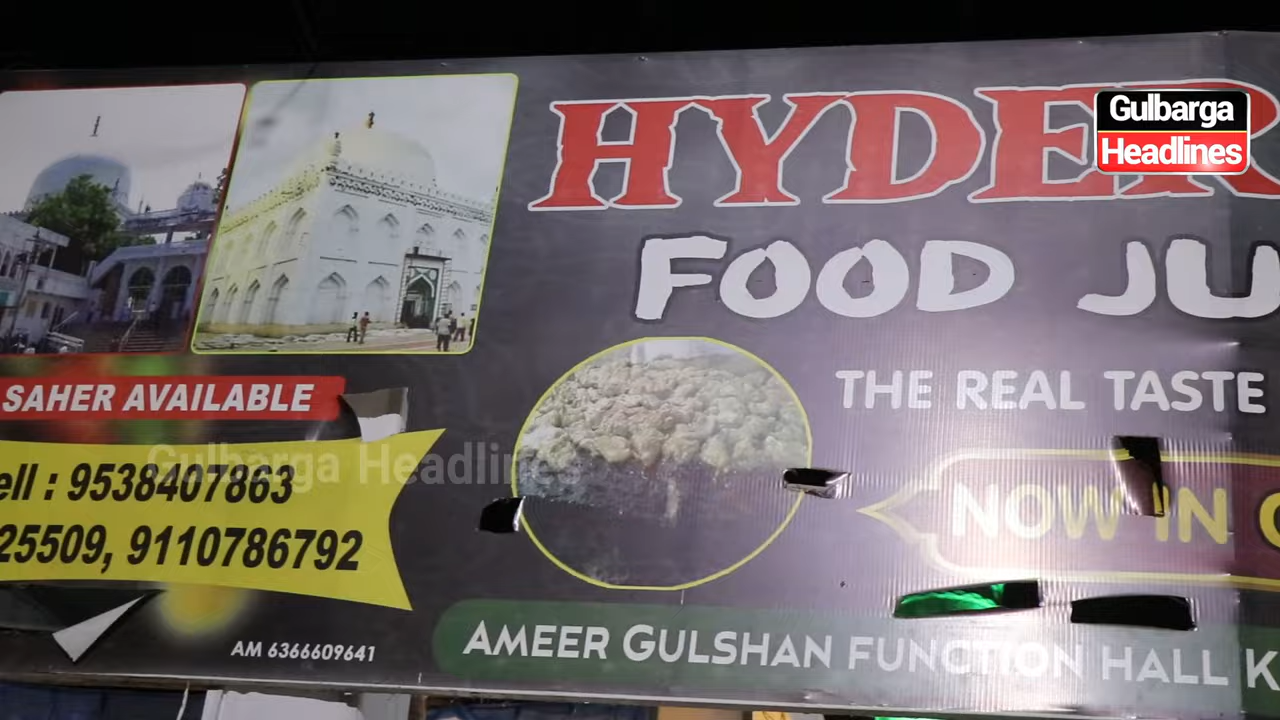 HYDER
Gulbarga
Headlines
FOOD JU
THE REAL TASTE
SAHER AVAILABLE
Gulbarga Headlines
ell : 9538407863
25509, 9110786792
NOW IN
AM 6366609641
AMEER GULSHAN FUNCTION HALL K